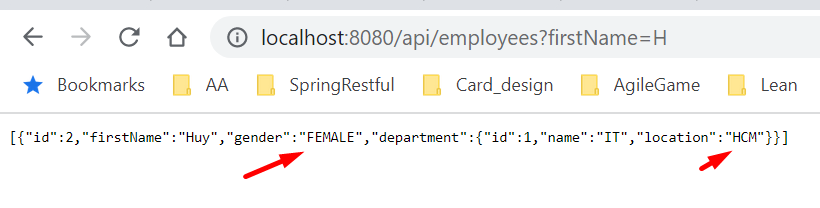 localhost:8080/api/employees?firstName=H
Bookmarks AA SpringRestful Card_design AgileGame Lean
[{"id":2,"firstName":"Huy","gender":"FEMALE","department":{"id":1,"name":"IT","location":"HCM"}}]